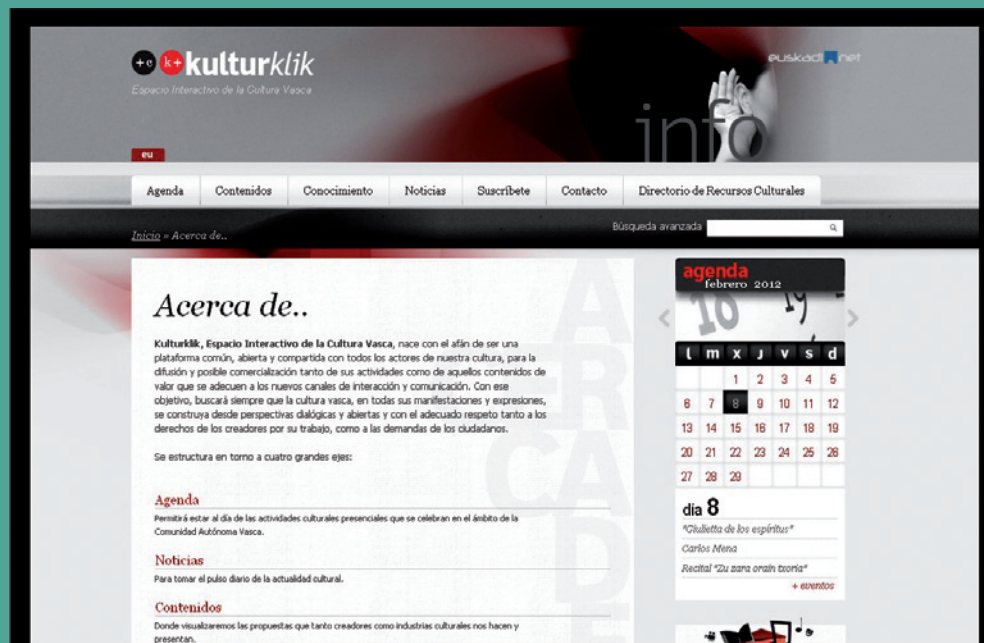 +c k+ kulturklik
Espacio Interactivo de la Cultura Vasca
euskadi net
info
eu
Agenda Contenidos Conocimiento Noticias Suscríbete Contacto Directorio de Recursos Culturales
Inicio » Acerca de..
Búsqueda avanzada
Acerca de..
Kulturklik, Espacio Interactivo de la Cultura Vasca, nace con el afán de ser una
plataforma común, abierta y compartida con todos los actores de nuestra cultura, para la
difusión y posible comercialización tanto de sus actividades como de aquellos contenidos de
valor que se adecuen a los nuevos canales de interacción y comunicación. Con ese
objetivo, buscará siempre que la cultura vasca, en todas sus manifestaciones y expresiones,
se construya desde perspectivas dialógicas y abiertas y con el adecuado respeto tanto a los
derechos de los creadores por su trabajo, como a las demandas de los ciudadanos.
Se estructura en torno a cuatro grandes ejes:
Agenda
Permitirá estar al día de las actividades culturales presenciales que se celebran en el ámbito de la
Comunidad Autónoma Vasca.
Noticias
Para tomar el pulso diario de la actualidad cultural.
Contenidos
Donde visualizaremos las propuestas que tanto creadores como industrias culturales nos hacen y
presentan.
agenda
febrero 2012
18 19
l m x j v s d
1 2 3 4 5
6 7 8 9 10 11 12
13 14 15 16 17 18 19
20 21 22 23 24 25 26
27 28 29
día 8
"Giulietta de los espíritus"
Carlos Mena
Recital "Zu zara orain txoria"
+ eventos